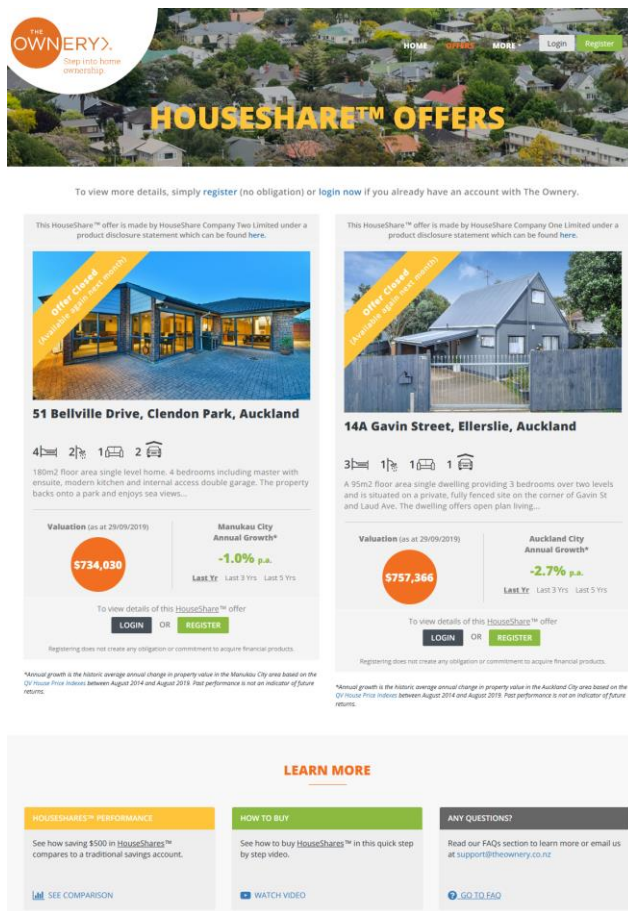 THE
OWNERY
Step into home
ownership.
HOME
OFFERS
MORE
Login
Register
HOUSESHARE™ OFFERS
To view more details, simply register (no obligation) or login now if you already have an account with The Ownery.
This HouseShare™ offer is made by HouseShare Company Two Limited under a
product disclosure statement which can be found here.
Offer Closed
(Available again next month)
51 Bellville Drive, Clendon Park, Auckland
4 2 1 2
180m2 floor area single level home. 4 bedrooms including master with
ensuite, modern kitchen and internal access double garage. The property
backs onto a park and enjoys sea views...
Valuation (as at 29/09/2019)
$734,030
Manukau City
Annual Growth*
-1.0% p.a.
Last Yr Last 3 Yrs Last 5 Yrs
To view details of this HouseShare™ offer
LOGIN OR REGISTER
Registering does not create any obligation or commitment to acquire financial products.
*Annual growth is the historic average annual change in property value in the Manukau City area based on the
QV House Price Indexes between August 2014 and August 2019. Past performance is not an indicator of future
returns.
This HouseShare™ offer is made by HouseShare Company One Limited under a
product disclosure statement which can be found here.
Offer Closed
(Available again next month)
14A Gavin Street, Ellerslie, Auckland
3 1 1 1
A 95m2 floor area single dwelling providing 3 bedrooms over two levels
and is situated on a private, fully fenced site on the corner of Gavin St
and Laud Ave. The dwelling offers open plan living...
Valuation (as at 29/09/2019)
$757,366
Auckland City
Annual Growth*
-2.7% p.a.
Last Yr Last 3 Yrs Last 5 Yrs
To view details of this HouseShare™ offer
LOGIN OR REGISTER
Registering does not create any obligation or commitment to acquire financial products.
*Annual growth is the historic average annual change in property value in the Auckland City area based on the
QV House Price Indexes between August 2014 and August 2019. Past performance is not an indicator of future
returns.
LEARN MORE
HOUSESHARES™ PERFORMANCE
See how saving $500 in HouseShares™
compares to a traditional savings account.
SEE COMPARISON
HOW TO BUY
See how to buy HouseShares™ in this quick step
by step video.
WATCH VIDEO
ANY QUESTIONS?
Read our FAQs section to learn more or email us
at support@theownery.co.nz
GO TO FAQ